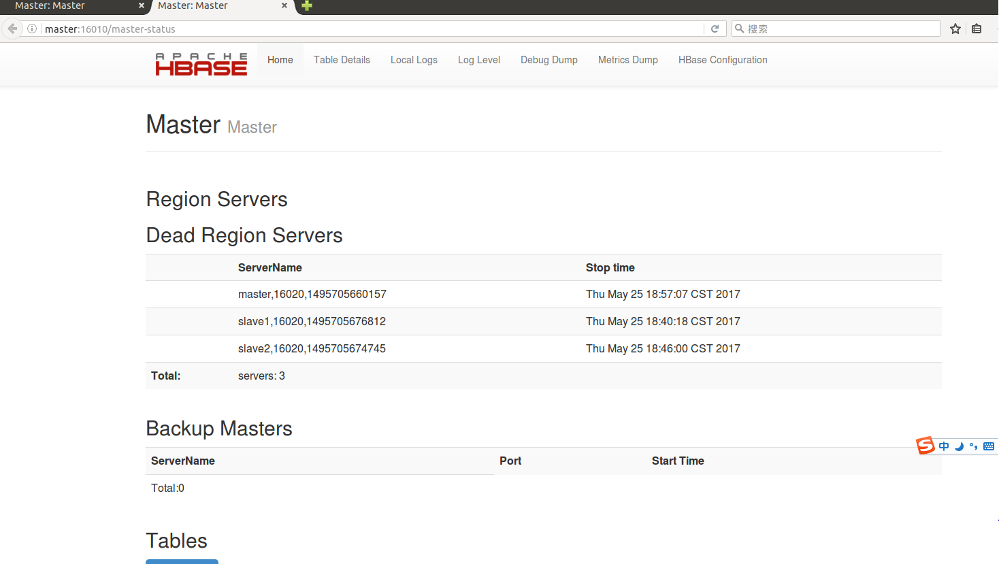 Master: Master × Master: Master ×
master:16010/master-status 搜索
APACHE HBASE Home Table Details Local Logs Log Level Debug Dump Metrics Dump HBase Configuration
Master Master
Region Servers
Dead Region Servers
ServerName Stop time
master,16020,1495705660157 Thu May 25 18:57:07 CST 2017
slave1,16020,1495705676812 Thu May 25 18:40:18 CST 2017
slave2,16020,1495705674745 Thu May 25 18:46:00 CST 2017
Total: servers: 3
Backup Masters
S 中
ServerName Port Start Time
Total:0
Tables